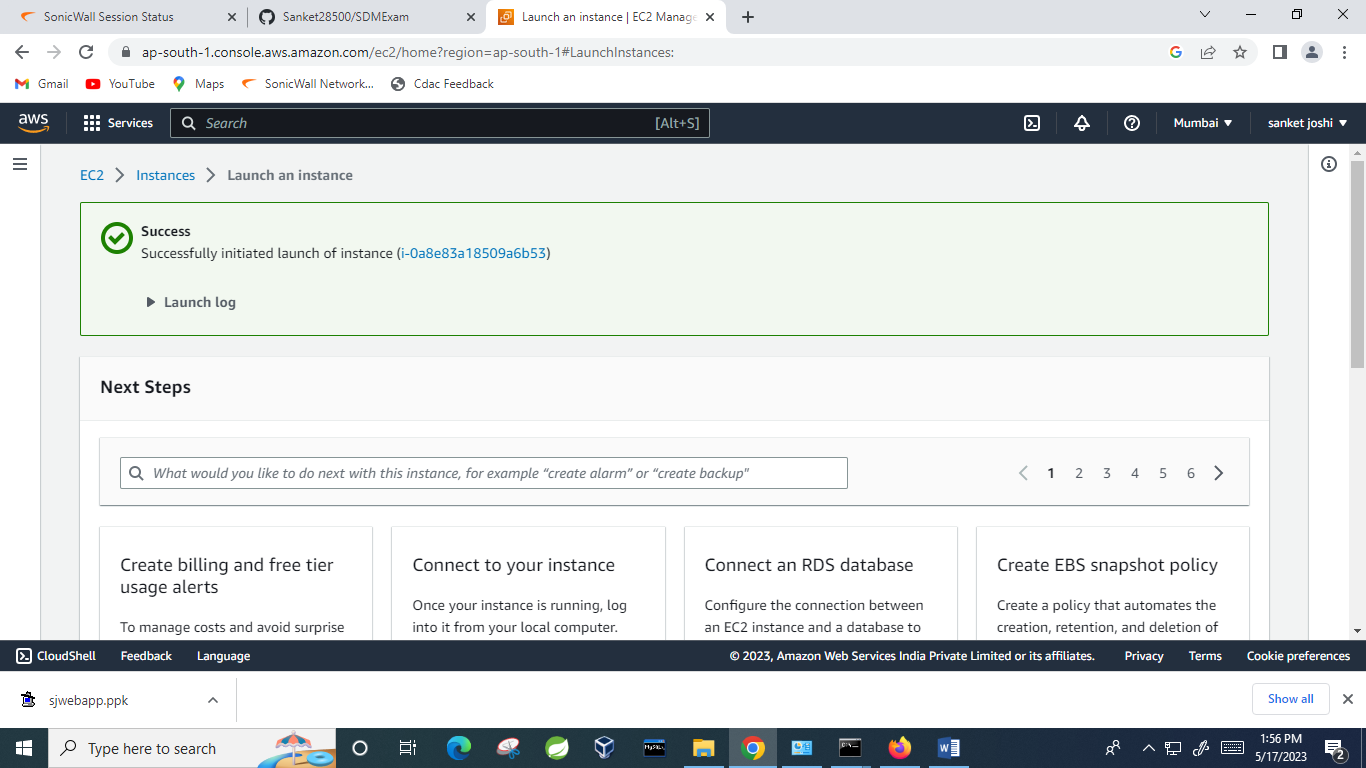 SonicWall Session Status
Sanket28500/SDMExam
Launch an instance | EC2 Manage
ap-south-1.console.aws.amazon.com/ec2/home?region=ap-south-1#LaunchInstances:
Gmail
YouTube
Maps
SonicWall Network...
Cdac Feedback
aws
Services
Search
[Alt+S]
Mumbai
sanket joshi
EC2
Instances
Launch an instance
Success
Successfully initiated launch of instance (i-0a8e83a18509a6b53)
Launch log
Next Steps
What would you like to do next with this instance, for example “create alarm” or “create backup"
1 2 3 4 5 6
Create billing and free tier
usage alerts
To manage costs and avoid surprise
Connect to your instance
Once your instance is running, log
into it from your local computer.
Connect an RDS database
Configure the connection between
an EC2 instance and a database to
Create EBS snapshot policy
Create a policy that automates the
creation, retention, and deletion of
CloudShell
Feedback
Language
© 2023, Amazon Web Services India Private Limited or its affiliates.
Privacy
Terms
Cookie preferences
sjwebapp.ppk
Show all
Type here to search
MySQL
1:56 PM
5/17/2023
2